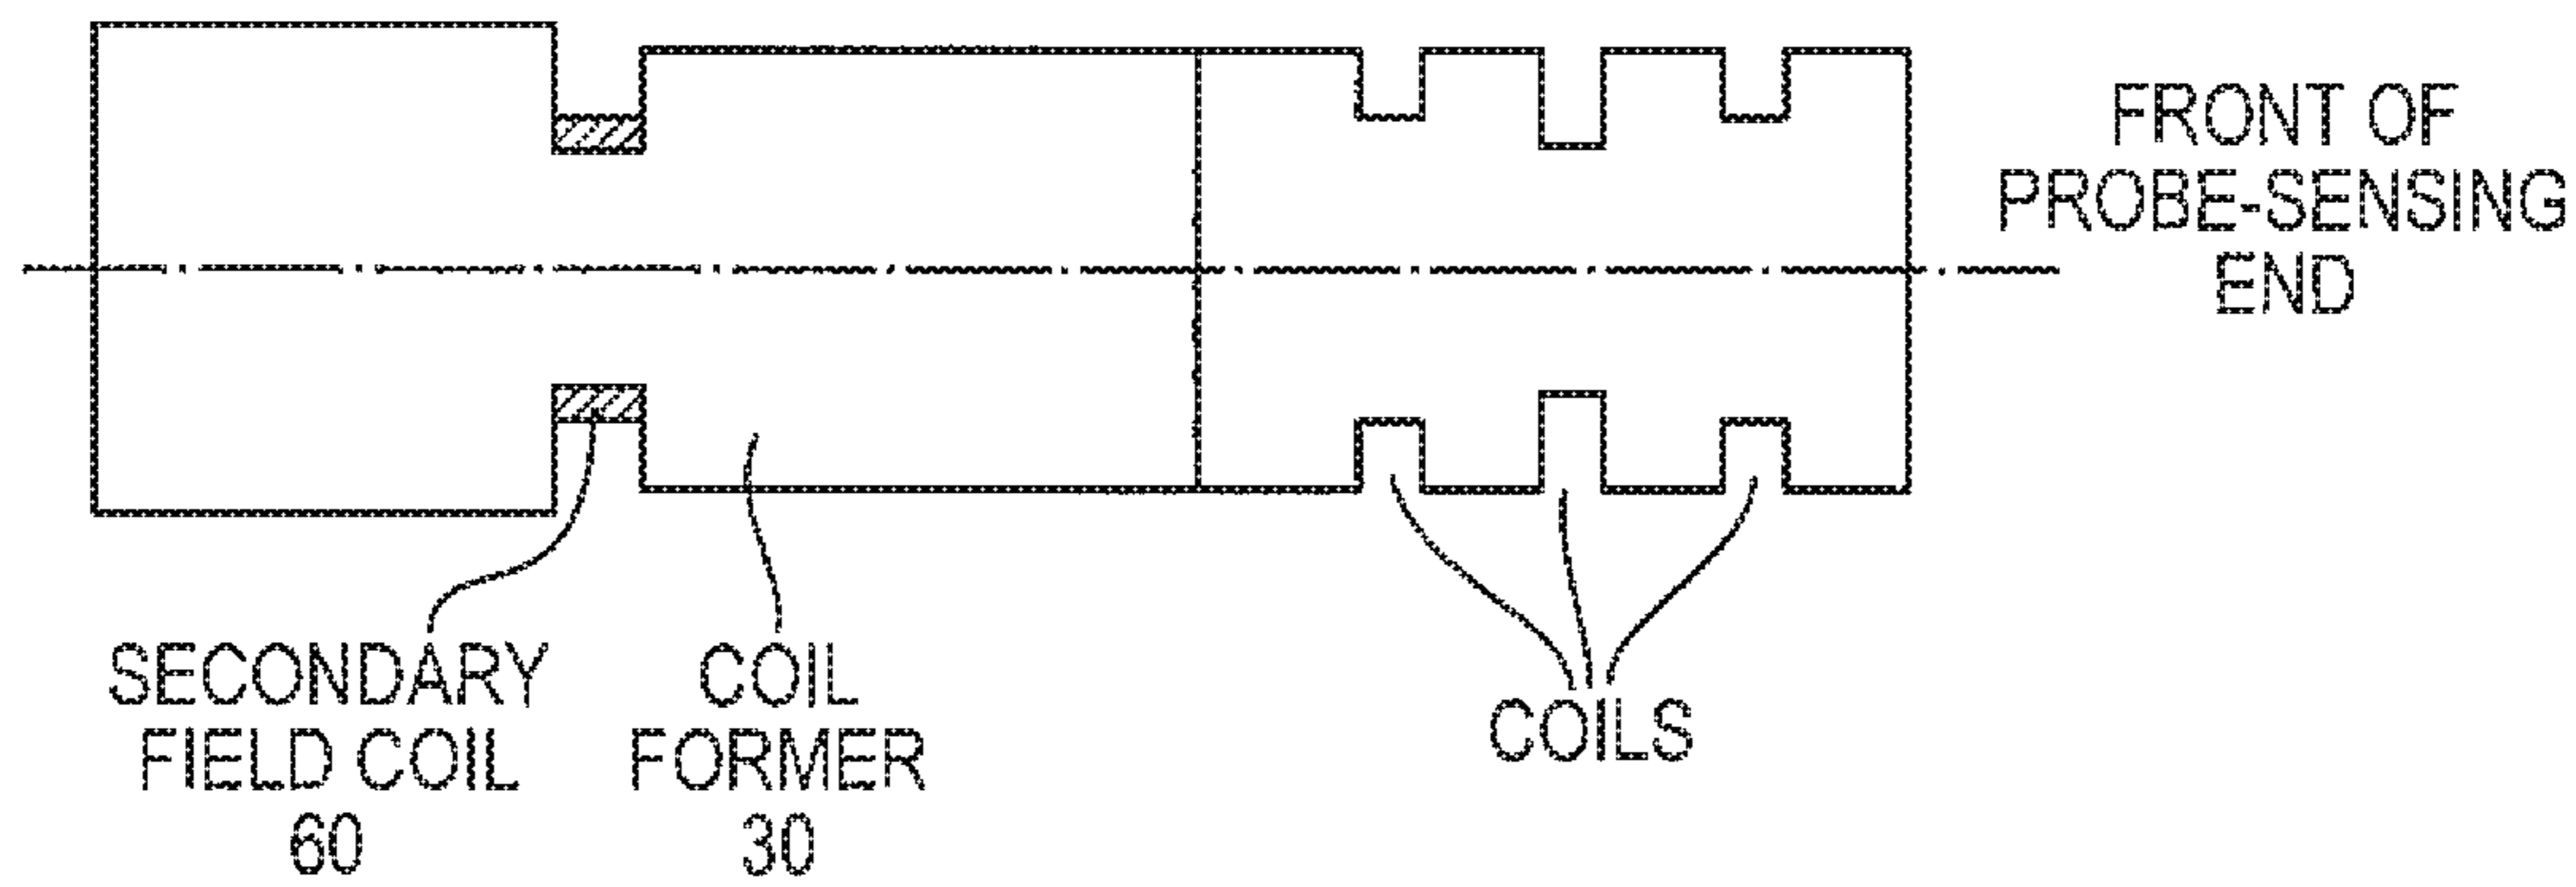 FRONT OF
PROBE-SENSING
END
SECONDARY
FIELD COIL
60
COIL
FORMER
30
COILS